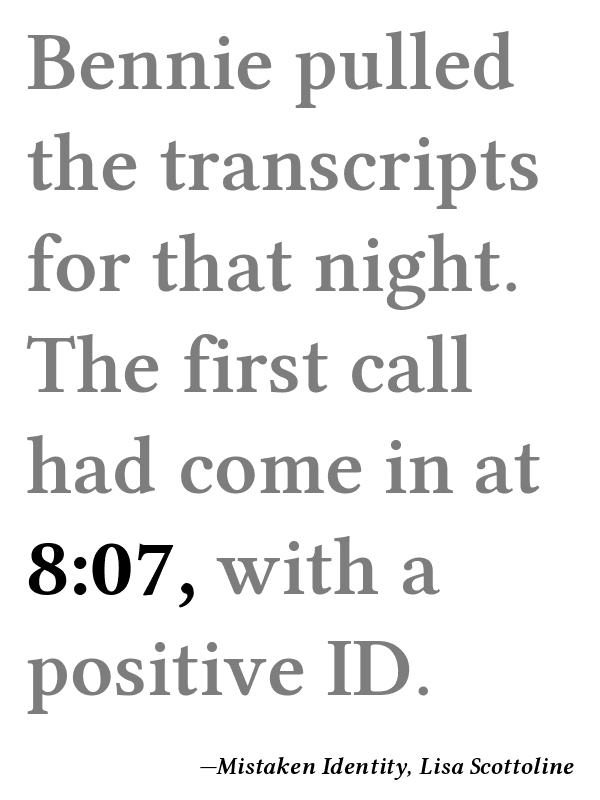 Bennie pulled
the transcripts
for that night.
The first call
had come in at
8:07, with a
positive ID.
—Mistaken Identity, Lisa Scottoline